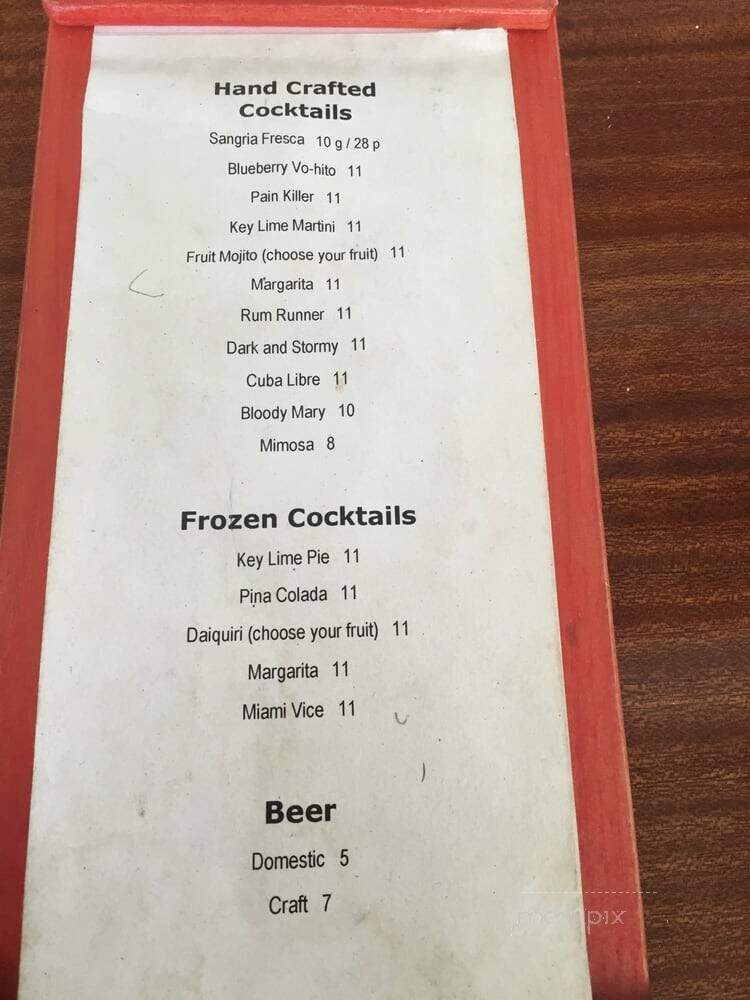 Hand Crafted
Cocktails
Sangria Fresca 10 g / 28 p
Blueberry Vo-hito 11
Pain Killer 11
Key Lime Martini 11
Fruit Mojito (choose your fruit) 11
Margarita 11
Rum Runner 11
Dark and Stormy 11
Cuba Libre 11
Bloody Mary 10
Mimosa 8
Frozen Cocktails
Key Lime Pie 11
Pina Colada 11
Daiquiri (choose your fruit) 11
Margarita 11
Miami Vice 11
Beer
Domestic 5
Craft 7